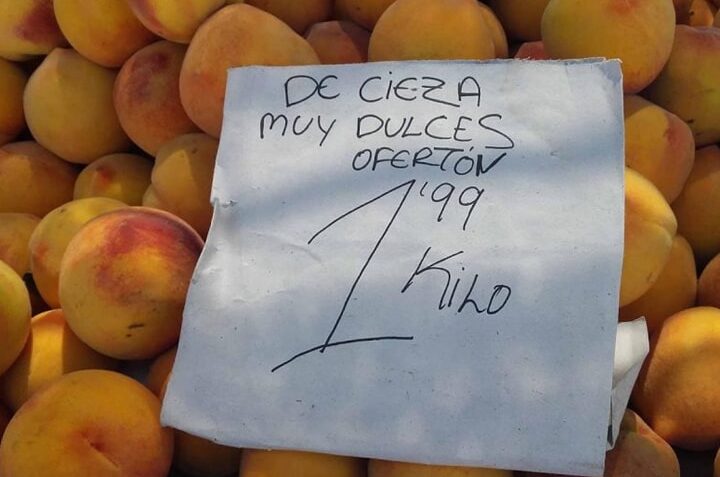 DE CIEZA
MUY DULCES
OFERTÓN
1'99
KILO